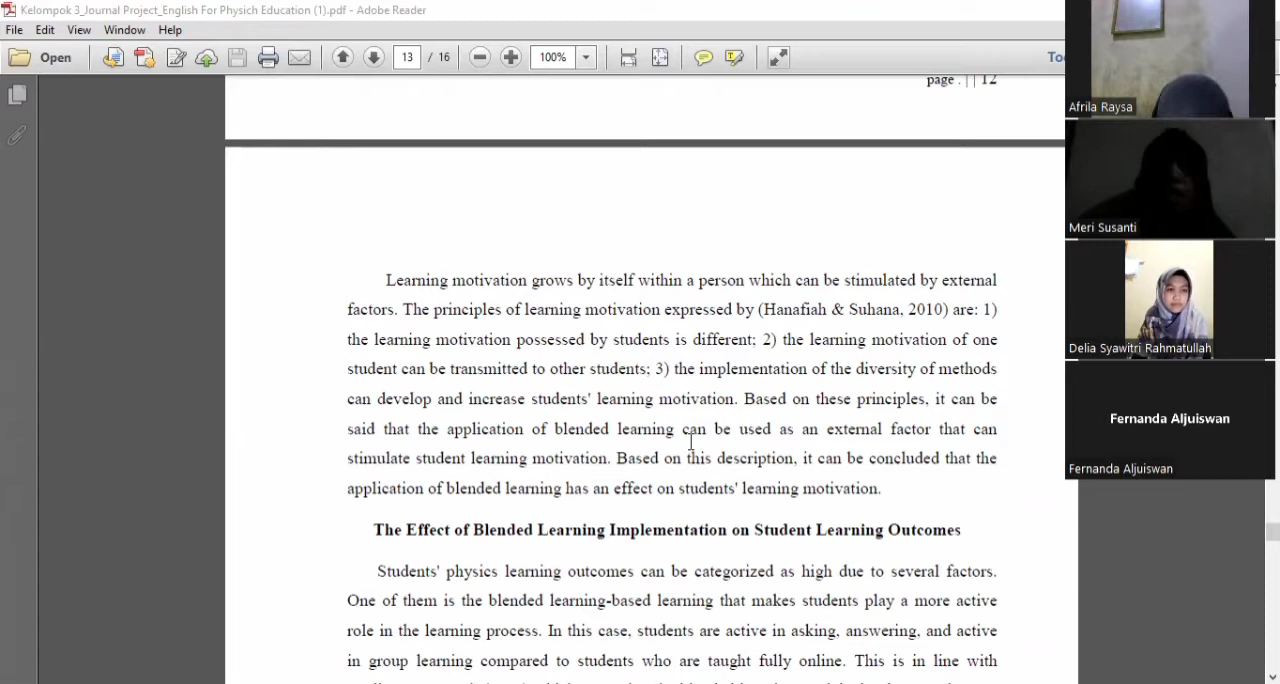 Kelompok 3_Journal Project_English For Physich Education (1).pdf - Adobe Reader
File Edit View Window Help
Open 13 / 16 100% To
page . | | 12
Learning motivation grows by itself within a person which can be stimulated by external
factors. The principles of learning motivation expressed by (Hanafiah & Suhana, 2010) are: 1)
the learning motivation possessed by students is different; 2) the learning motivation of one
student can be transmitted to other students; 3) the implementation of the diversity of methods
can develop and increase students' learning motivation. Based on these principles, it can be
said that the application of blended learning can be used as an external factor that can
stimulate student learning motivation. Based on this description, it can be concluded that the
application of blended learning has an effect on students' learning motivation.
The Effect of Blended Learning Implementation on Student Learning Outcomes
Students' physics learning outcomes can be categorized as high due to several factors.
One of them is the blended learning-based learning that makes students play a more active
role in the learning process. In this case, students are active in asking, answering, and active
in group learning compared to students who are taught fully online. This is in line with
Afrila Raysa
Meri Susanti
Delia Syawitri Rahmatullah
Fernanda Aljuiswan
Fernanda Aljuiswan